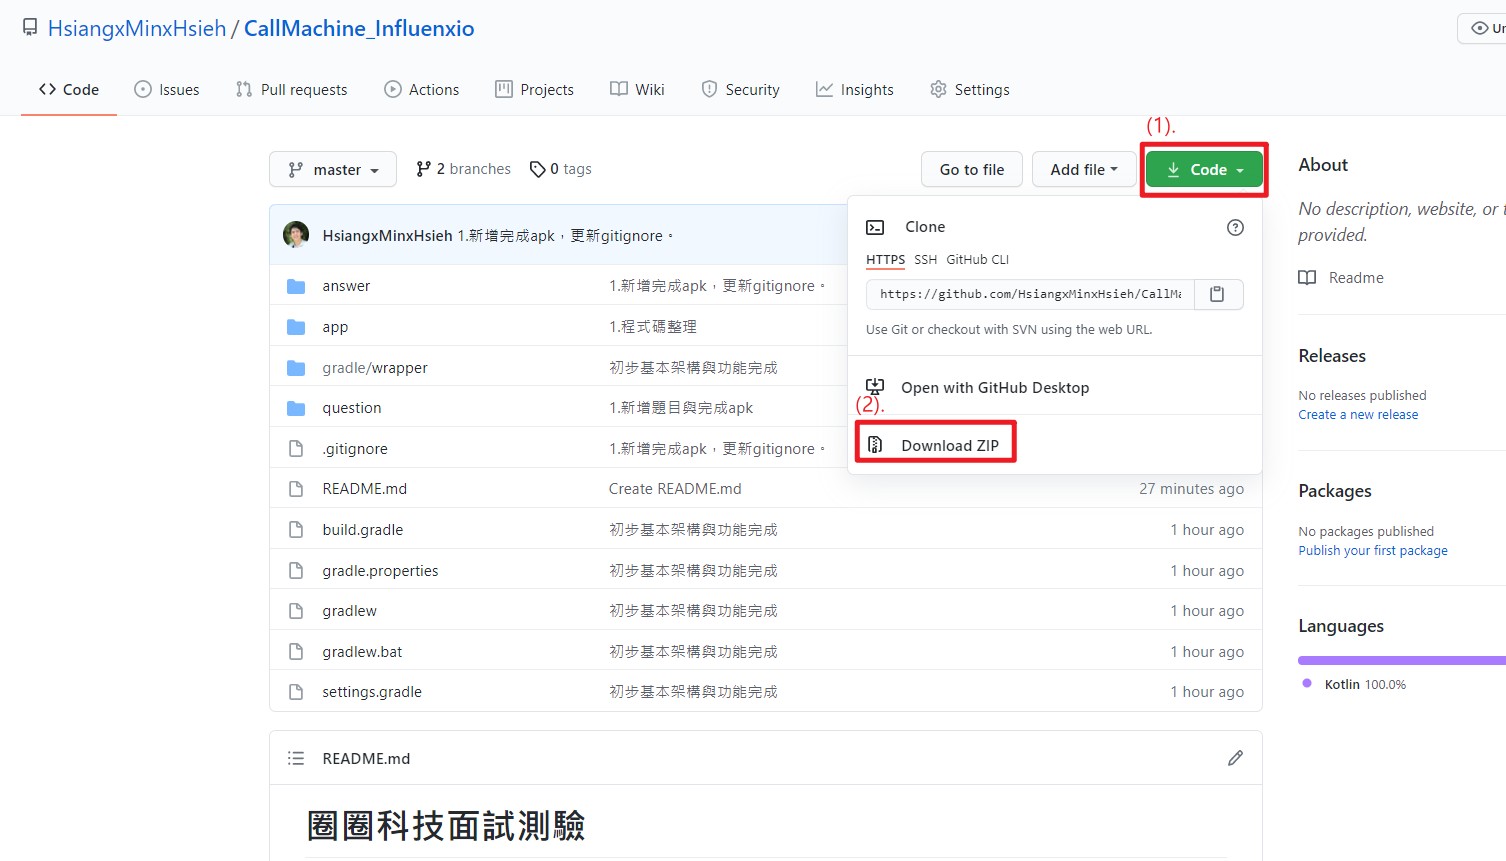 HsiangxMinxHsieh / CallMachine_Influenxio
Un
Code Issues Pull requests Actions Projects Wiki Security Insights Settings
(1).
master 2 branches 0 tags Go to file Add file Code
HsiangxMinxHsieh 1.新增完成apk，更新gitignore。
answer 1.新增完成apk，更新gitignore。
app 1.程式碼整理
gradle/wrapper 初步基本架構與功能完成
question 1.新增題目與完成apk
.gitignore 1.新增完成apk，更新gitignore。
README.md Create README.md 27 minutes ago
build.gradle 初步基本架構與功能完成 1 hour ago
gradle.properties 初步基本架構與功能完成 1 hour ago
gradlew 初步基本架構與功能完成 1 hour ago
gradlew.bat 初步基本架構與功能完成 1 hour ago
settings.gradle 初步基本架構與功能完成 1 hour ago
Clone
HTTPS SSH GitHub CLI
https://github.com/HsiangxMinxHsieh/CallMa
Use Git or checkout with SVN using the web URL.
Open with GitHub Desktop
(2).
Download ZIP
About
No description, website, or t
provided.
Readme
Releases
No releases published
Create a new release
Packages
No packages published
Publish your first package
Languages
Kotlin 100.0%
README.md
圈圈科技面試測驗